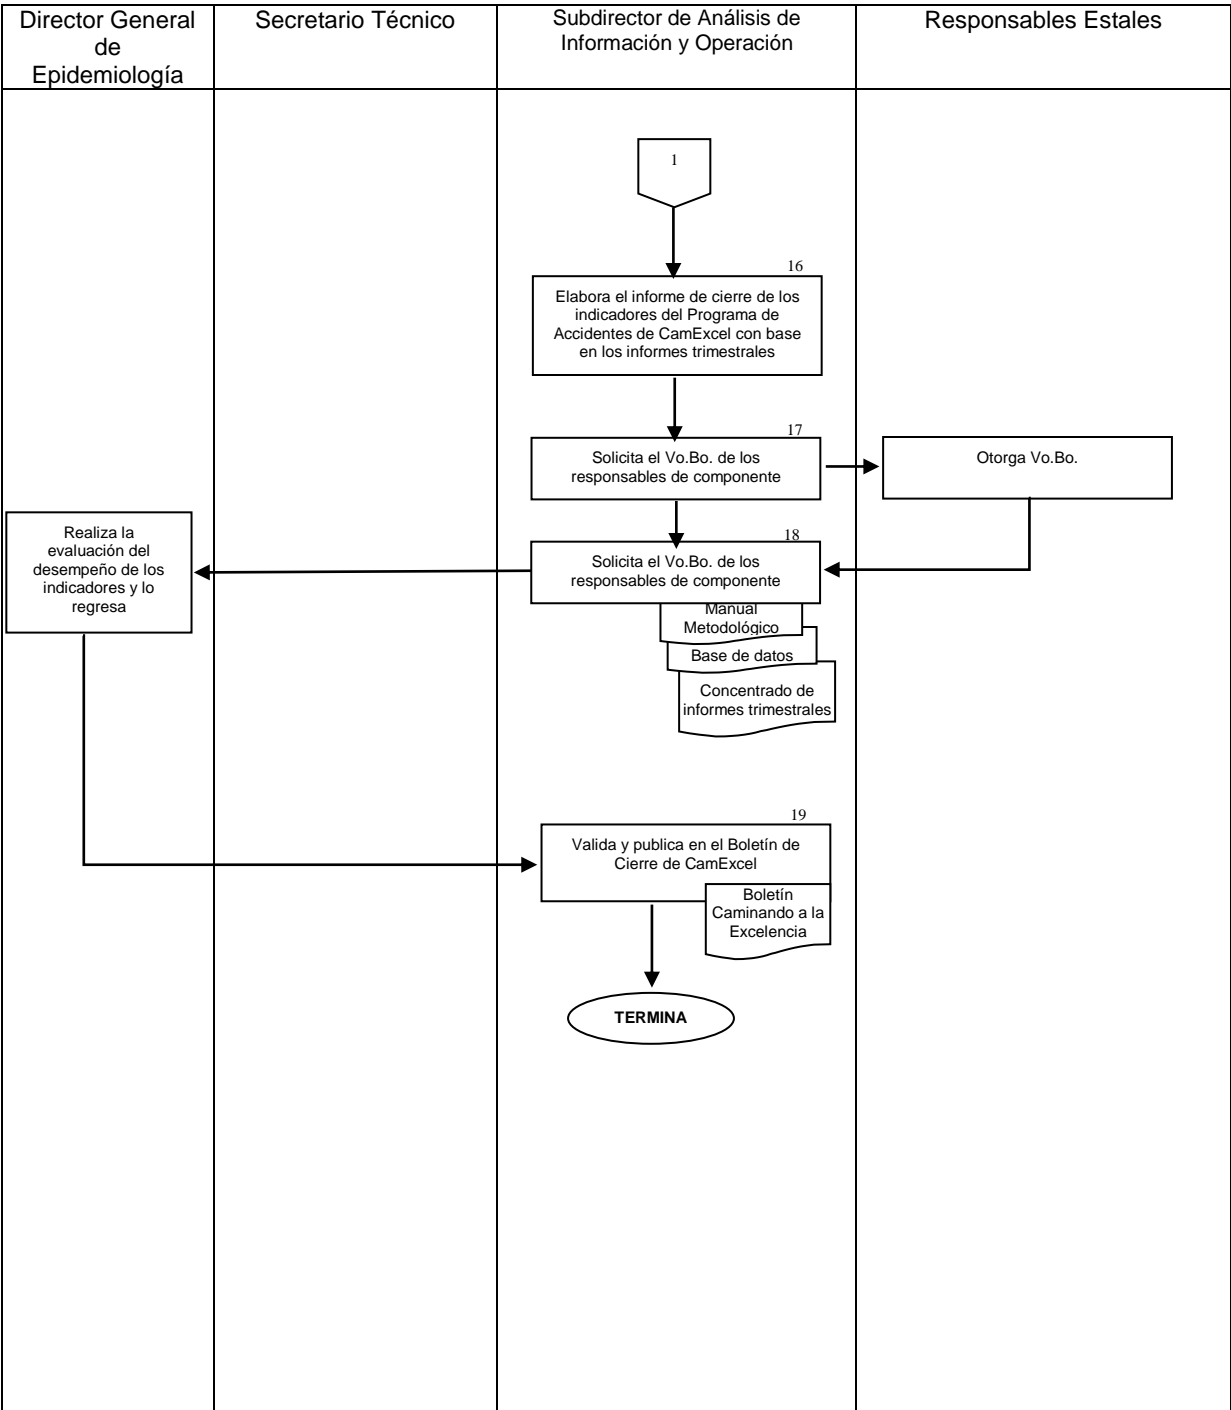 Director General
de
Epidemiología
Secretario Técnico
Subdirector de Análisis de
Información y Operación
Responsables Estales
1
16
Elabora el informe de cierre de los
indicadores del Programa de
Accidentes de CamExcel con base
en los informes trimestrales
17
Solicita el Vo.Bo. de los
responsables de componente
Otorga Vo.Bo.
Realiza la
evaluación del
desempeño de los
indicadores y lo
regresa
18
Solicita el Vo.Bo. de los
responsables de componente
Manual
Metodológico
Base de datos
Concentrado de
informes trimestrales
19
Valida y publica en el Boletín de
Cierre de CamExcel
Boletín
Caminando a la
Excelencia
TERMINA